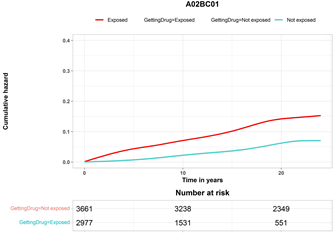 A02BC01
Exposed GettingDrug=Exposed GettingDrug=Not exposed Not exposed
Cumulative hazard
0.4
0.3
0.2
0.1
0.0
0 10 20
Time in years
Number at risk
GettingDrug=Not exposed 3661 3238 2349
GettingDrug=Exposed 2977 1531 551